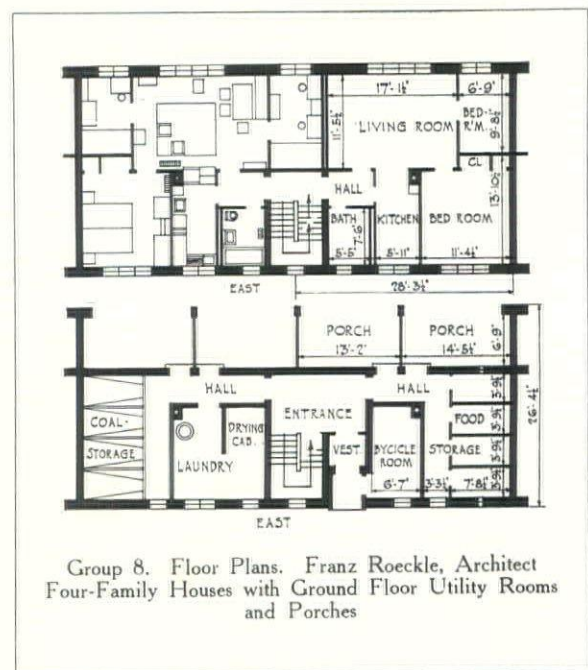 17'-1½" 6'-9"
11'-5½"
LIVING ROOM
BED-
R'M.
9'-8½"
CL
13'-10½"
HALL
BATH
7'-6"
KITCHEN
BED ROOM
5'-5" 5'-11" 11'-4½"
EAST
28'-3½"
PORCH PORCH
13'-2" 14'-5½"
6'-9"
26'-4½"
HALL HALL
3'-9½"
COAL-
STORAGE
DRYING
CAB.
LAUNDRY
ENTRANCE
VEST.
BYCICLE
ROOM
FOOD
STORAGE
3'-9½"
3'-9½"
3'-9½"
6'-7" 3'-3½" 7'-8½"
EAST
Group 8. Floor Plans. Franz Roeckle, Architect
Four-Family Houses with Ground Floor Utility Rooms
and Porches